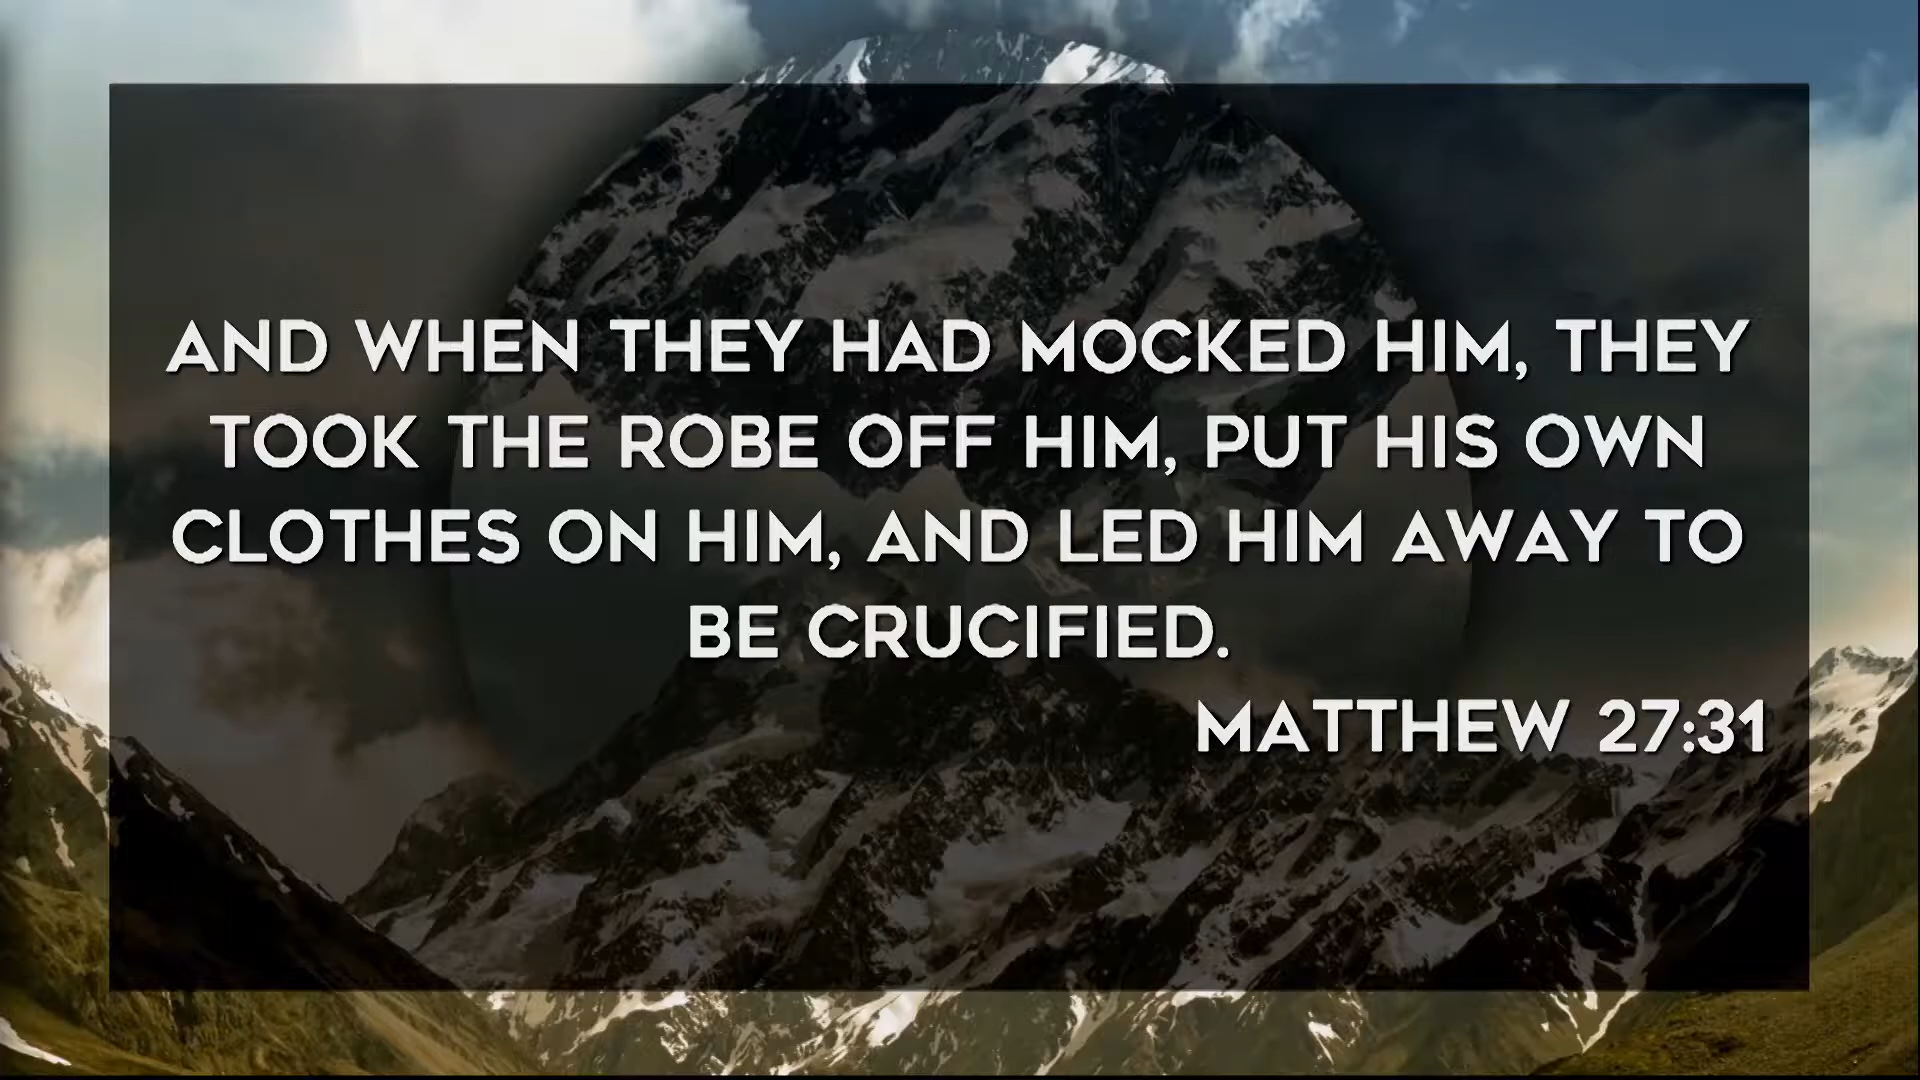 AND WHEN THEY HAD MOCKED HIM, THEY
TOOK THE ROBE OFF HIM, PUT HIS OWN
CLOTHES ON HIM, AND LED HIM AWAY TO
BE CRUCIFIED.
MATTHEW 27:31